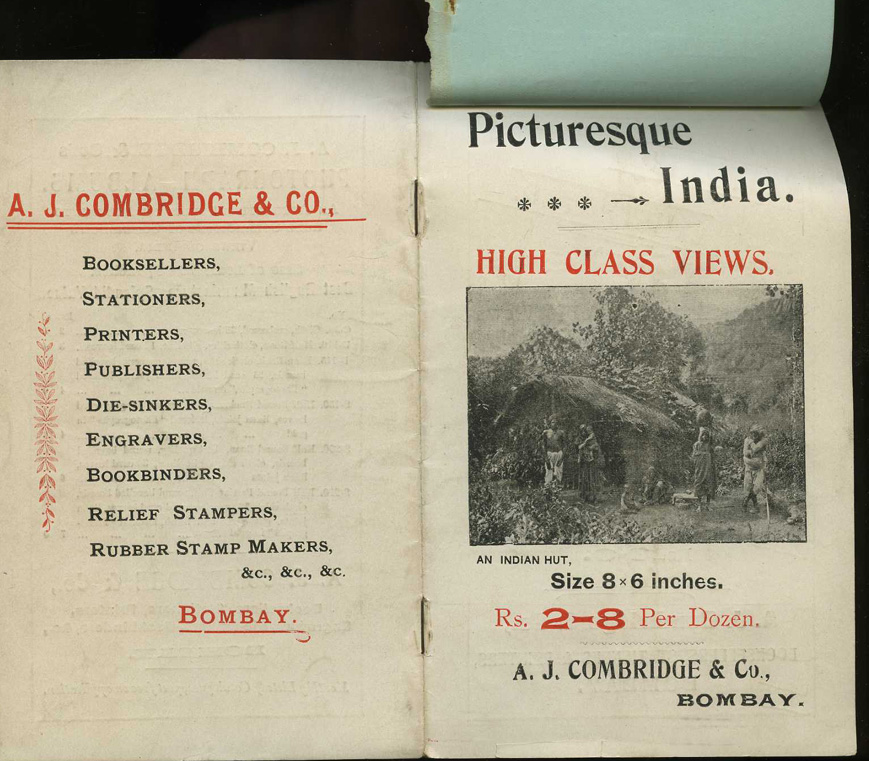 A. J. COMBRIDGE & CO.,
BOOKSELLERS,
STATIONERS,
PRINTERS,
PUBLISHERS,
DIE-SINKERS,
ENGRAVERS,
BOOKBINDERS,
RELIEF STAMPERS,
RUBBER STAMP MAKERS,
&C., &C., &C.
BOMBAY.
Picturesque
India.
HIGH CLASS VIEWS.
AN INDIAN HUT,
Size 8×6 inches.
Rs. 2-8 Per Dozen.
A. J. COMBRIDGE & Co.,
BOMBAY.